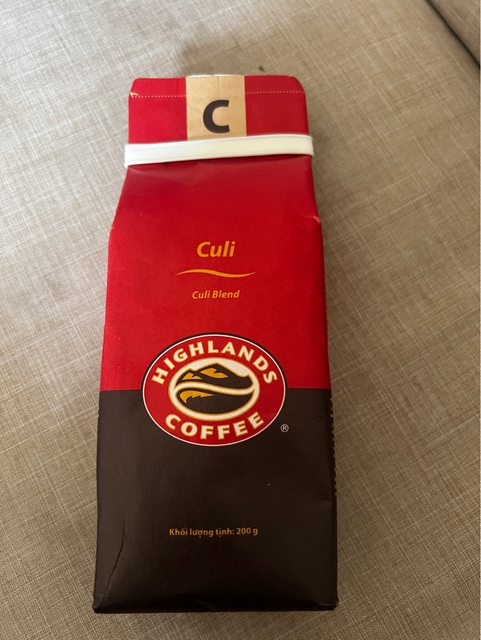 C
Culi
Culi Blend
HIGHLANDS
COFFEE
®
Khối lượng tịnh: 200 g